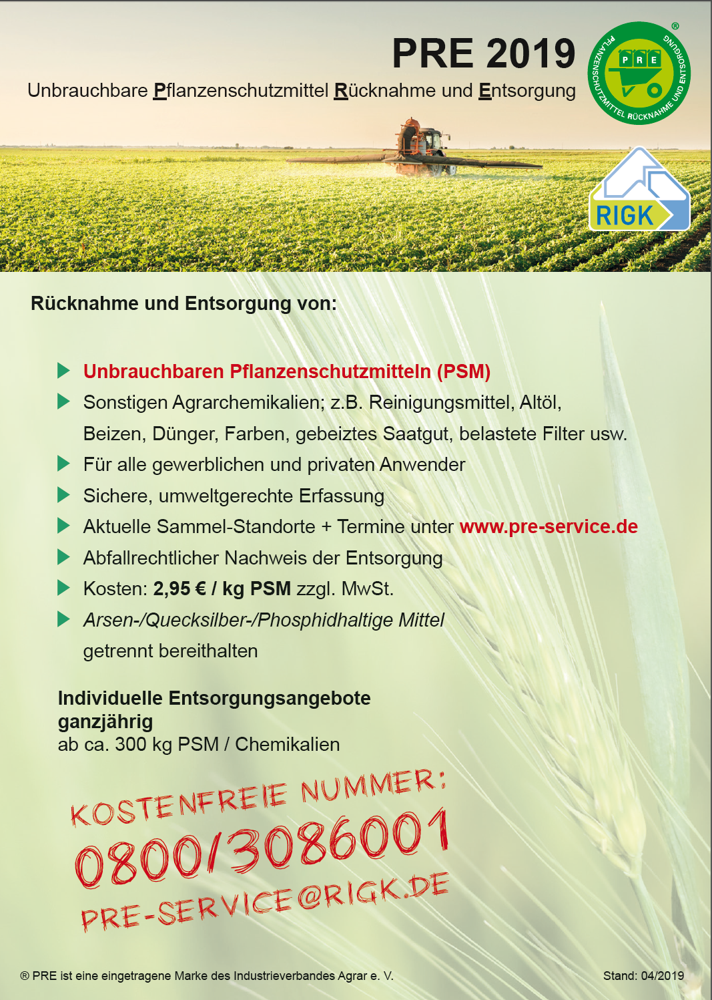 PRE 2019
Unbrauchbare Pflanzenschutzmittel Rücknahme und Entsorgung
®
P R E
PFLANZENSCHUTZMITTEL RÜCKNAHME UND ENTSORGUNG
RIGK
Rücknahme und Entsorgung von:
Unbrauchbaren Pflanzenschutzmitteln (PSM)
Sonstigen Agrarchemikalien; z.B. Reinigungsmittel, Altöl,
Beizen, Dünger, Farben, gebeiztes Saatgut, belastete Filter usw.
Für alle gewerblichen und privaten Anwender
Sichere, umweltgerechte Erfassung
Aktuelle Sammel-Standorte + Termine unter www.pre-service.de
Abfallrechtlicher Nachweis der Entsorgung
Kosten: 2,95 € / kg PSM zzgl. MwSt.
Arsen-/Quecksilber-/Phosphidhaltige Mittel
getrennt bereithalten
Individuelle Entsorgungsangebote
ganzjährig
ab ca. 300 kg PSM / Chemikalien
KOSTENFREIE NUMMER:
0800/3086001
PRE-SERVICE@RIGK.DE
® PRE ist eine eingetragene Marke des Industrieverbandes Agrar e. V.
Stand: 04/2019